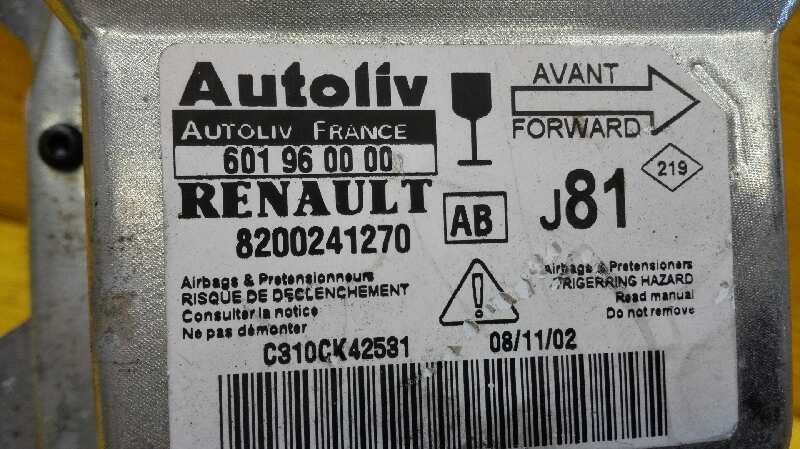 Autoliv
AUTOLIV FRANCE
601 96 00 00
RENAULT
8200241270
AB
AVANT
FORWARD
J81
219
Airbags & Pretensionneurs
RISQUE DE DECLENCHEMENT
Consulter la notice
Ne pas démonter
Airbags & Pretensioners
TRIGERRING HAZARD
Read manual
Do not remove
C310CK42581
08/11/02